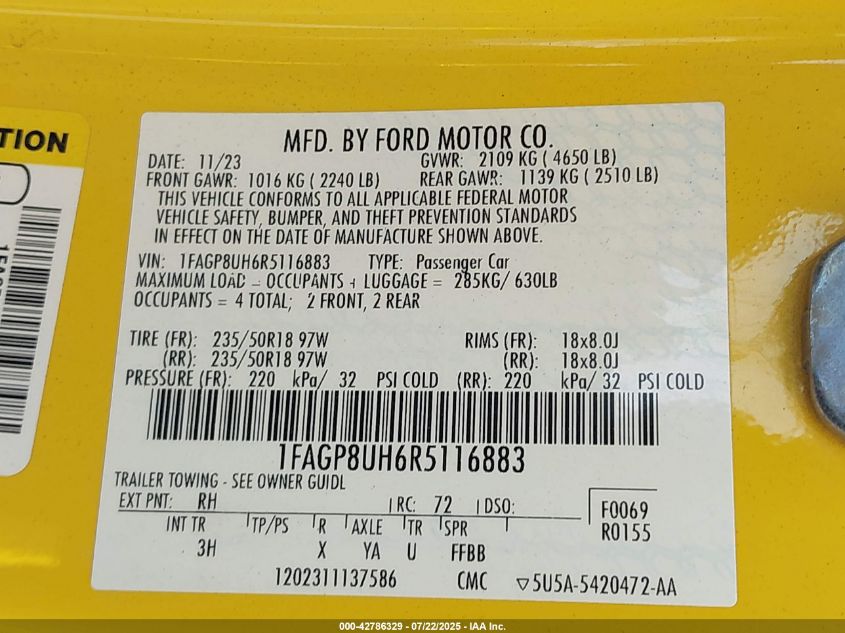 TION
MFD. BY FORD MOTOR CO.
DATE: 11/23 GVWR: 2109 KG ( 4650 LB)
FRONT GAWR: 1016 KG ( 2240 LB) REAR GAWR: 1139 KG ( 2510 LB)
THIS VEHICLE CONFORMS TO ALL APPLICABLE FEDERAL MOTOR
VEHICLE SAFETY, BUMPER, AND THEFT PREVENTION STANDARDS
IN EFFECT ON THE DATE OF MANUFACTURE SHOWN ABOVE.
VIN: 1FAGP8UH6R5116883 TYPE: Passenger Car
MAXIMUM LOAD = OCCUPANTS + LUGGAGE = 285KG/ 630LB
OCCUPANTS = 4 TOTAL; 2 FRONT, 2 REAR
TIRE (FR): 235/50R18 97W RIMS (FR): 18x8.0J
(RR): 235/50R18 97W (RR): 18x8.0J
PRESSURE (FR): 220 kPa/ 32 PSI COLD (RR): 220 kPa/ 32 PSI COLD
1FAGP8UH6R5116883
TRAILER TOWING - SEE OWNER GUIDL
EXT PNT: RH RC: 72 DSO: F0069
R0155
INT TR TP/PS R AXLE TR SPR
3H X YA U FFBB
1202311137586 CMC ▽5U5A-5420472-AA
000-42786329 - 07/22/2025 - IAA Inc.